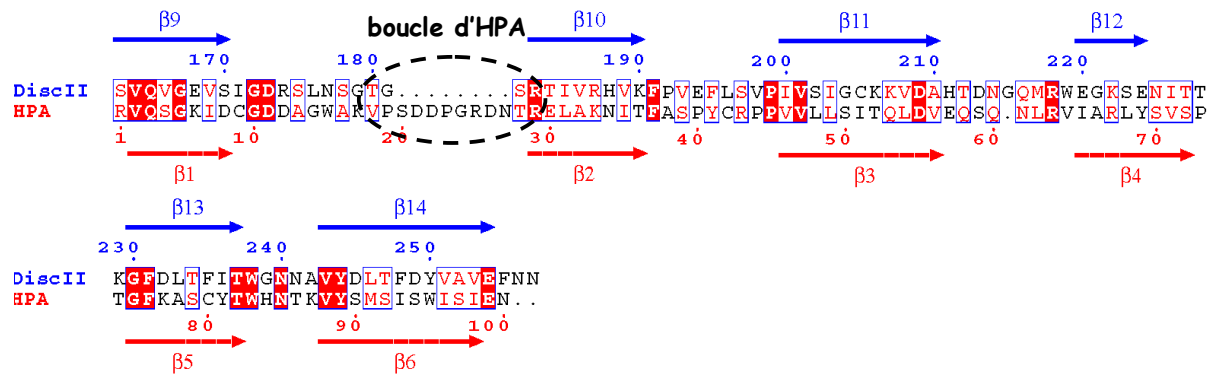 boucle d'HPA
β9 β10 β11 β12
170 180 190 200 210 220
DiscII SVQVGEVSIGDRSLNSGTG........SRTIVRHVKFPVEFLSVPIVSIGCKKVDAHTDNGQMRWEGKSENITT
HPA RVQSGKIDCGDDAGWAKVPSDDPGRDNTRELAKNITFASPYCRPPVVLLSITQLDVEQSQ.NLRVIARLYSVSP
1 10 20 30 40 50 60 70
β1 β2 β3 β4
β13 β14
230 240 250
DiscII KGFDLTFITWGNNAVYDLTFDYVAVEFNN
HPA TGFKASCYTWHNTKVYSMSISWISIEN..
80 90 100
β5 β6